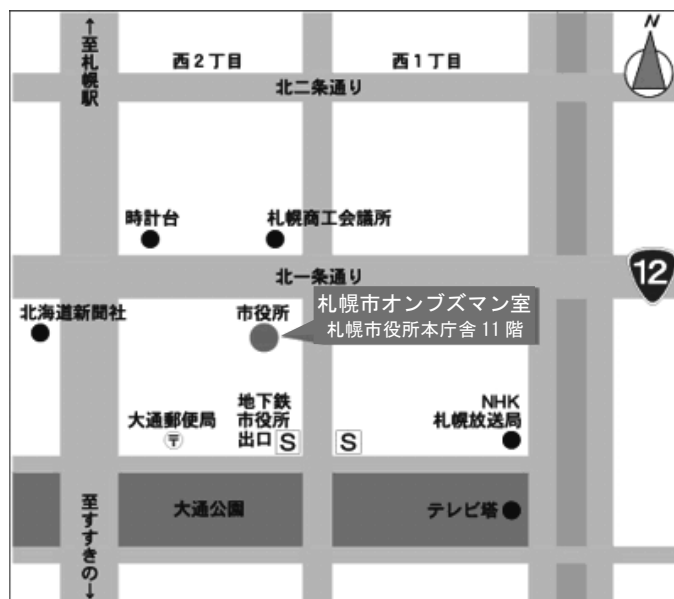 ↑至札幌駅
西2丁目
西1丁目
N
北二条通り
時計台
札幌商工会議所
北一条通り
12
北海道新聞社
市役所
札幌市オンブズマン室
札幌市役所本庁舎11階
大通郵便局
〒
地下鉄
市役所
出口
S
S
NHK
札幌放送局
至すすきの↓
大通公園
テレビ塔